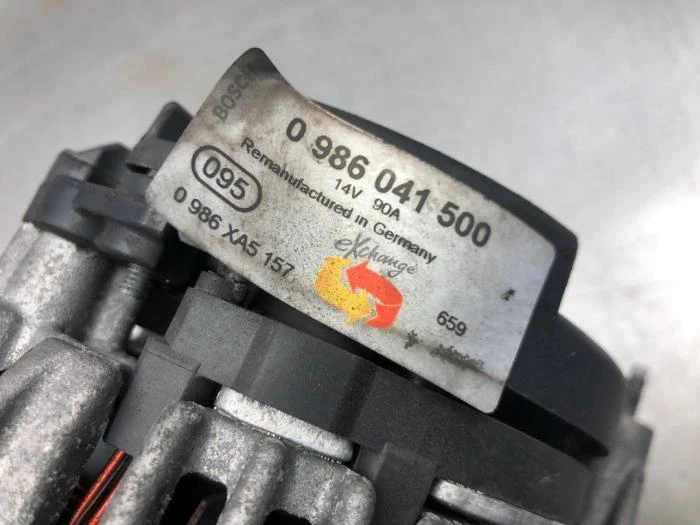 BOSCH
0 986 041 500
14V 90A
Remanufactured in Germany
095
0 986 XA5 157
eXchange
659